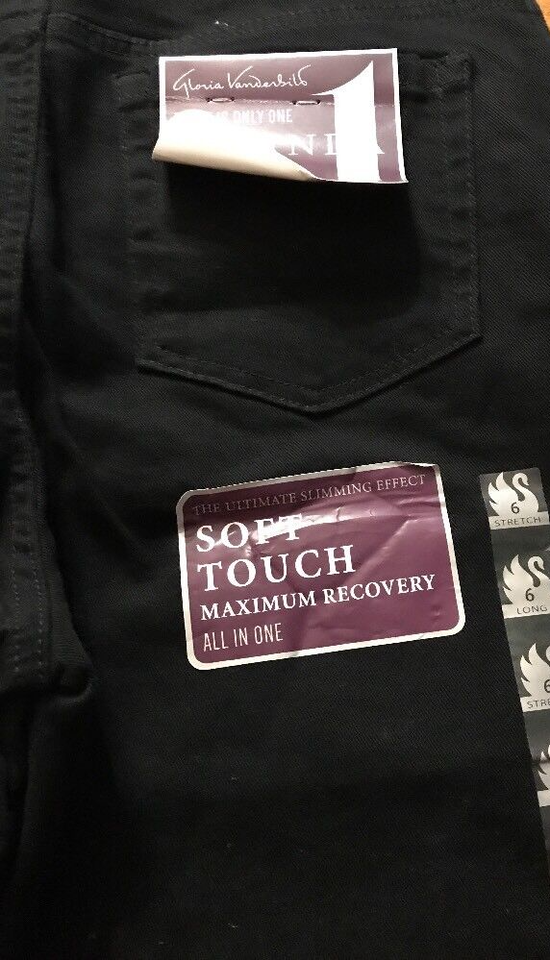 Gloria Vanderbilt
IS ONLY ONE
1
THE ULTIMATE SLIMMING EFFECT
SOFT
TOUCH
MAXIMUM RECOVERY
ALL IN ONE
6
STRETCH
6
LONG
6
STRE